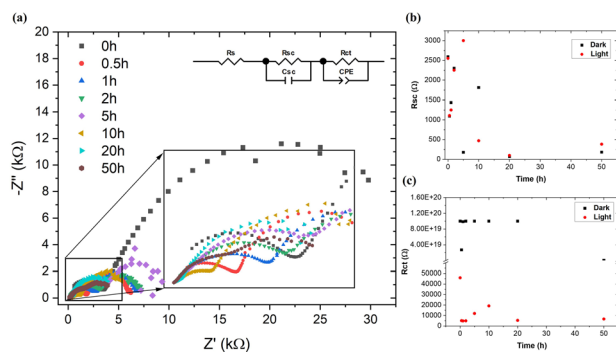 (a)
0h
0.5h
1h
2h
5h
10h
20h
50h
Rs
Rsc
Csc
Rct
CPE
-Z'' (kΩ)
20
18
16
14
12
10
8
6
4
2
0
0
5
10
15
20
25
30
Z' (kΩ)
(b)
Rsc (Ω)
3000
2500
2000
1500
1000
500
0
Dark
Light
0
10
20
30
40
50
Time (h)
(c)
Rct (Ω)
1.60E+20
1.20E+20
8.00E+19
4.00E+19
50000
40000
30000
20000
10000
0
Dark
Light
0
10
20
30
40
50
Time (h)